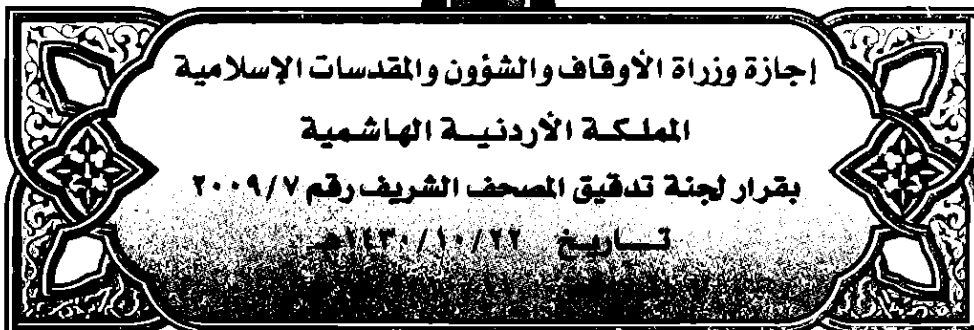 إجازة وزراة الأوقاف والشؤون والمقدسات الإسلامية
المملكة الأردنية الهاشمية
بقرار لجنة تدقيق المصحف الشريف رقم ٢٠٠٩/٧
تاريخ ١٤٣٠/١٠/٢٢هـ